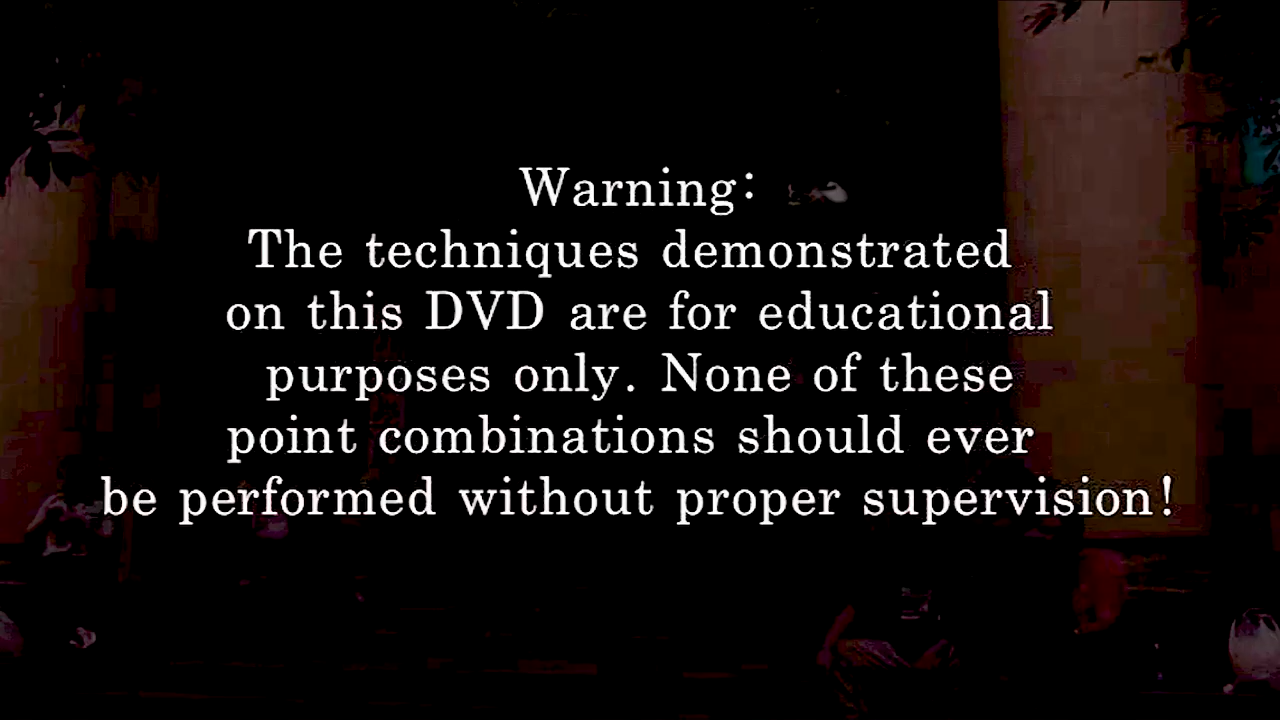 Warning:
The techniques demonstrated
on this DVD are for educational
purposes only. None of these
point combinations should ever
be performed without proper supervision!